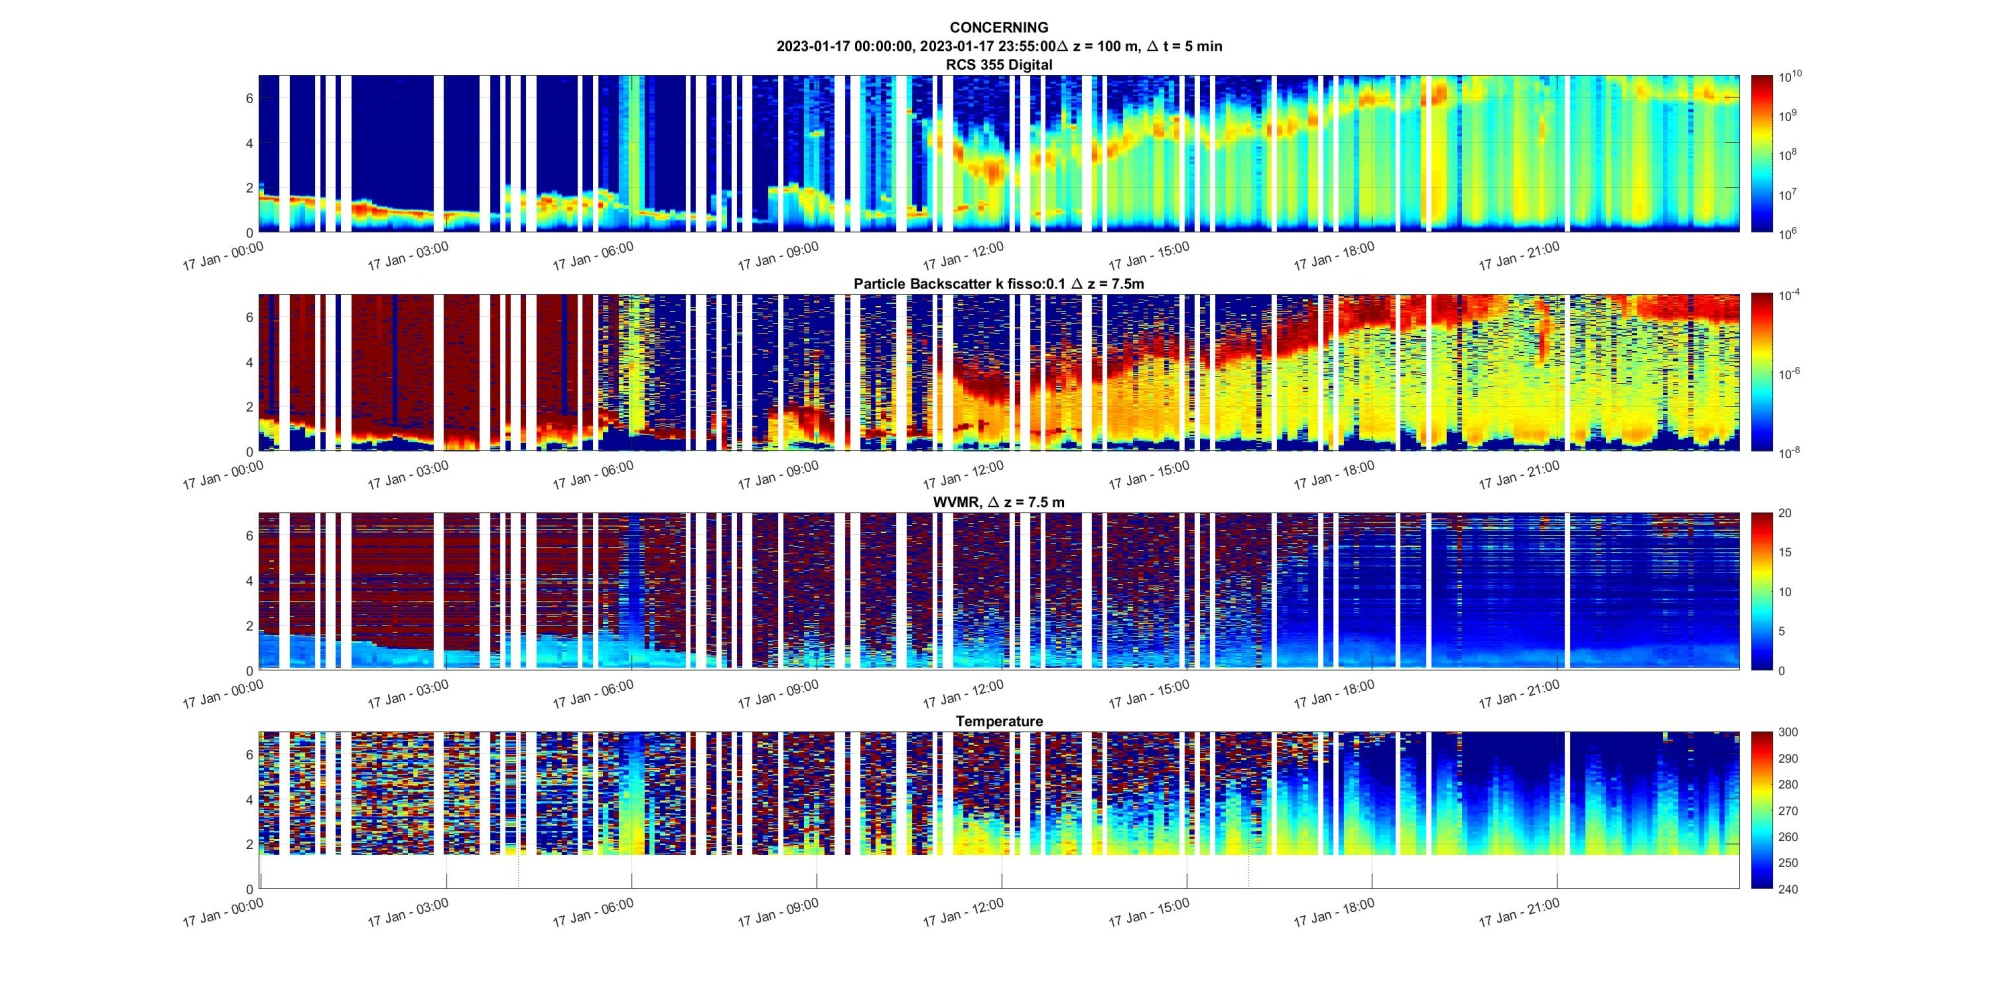 CONCERNING
2023-01-17 00:00:00, 2023-01-17 23:55:00Δ z = 100 m, Δ t = 5 min
RCS 355 Digital
6
4
2
0
17 Jan - 00:00
17 Jan - 03:00
17 Jan - 06:00
17 Jan - 09:00
17 Jan - 12:00
17 Jan - 15:00
17 Jan - 18:00
17 Jan - 21:00
10^10
10^9
10^8
10^7
10^6
Particle Backscatter k fisso:0.1 Δ z = 7.5m
6
4
2
0
17 Jan - 00:00
17 Jan - 03:00
17 Jan - 06:00
17 Jan - 09:00
17 Jan - 12:00
17 Jan - 15:00
17 Jan - 18:00
17 Jan - 21:00
10^-4
10^-5
10^-6
10^-7
10^-8
WVMR, Δ z = 7.5 m
6
4
2
0
17 Jan - 00:00
17 Jan - 03:00
17 Jan - 06:00
17 Jan - 09:00
17 Jan - 12:00
17 Jan - 15:00
17 Jan - 18:00
17 Jan - 21:00
20
15
10
5
0
Temperature
6
4
2
0
17 Jan - 00:00
17 Jan - 03:00
17 Jan - 06:00
17 Jan - 09:00
17 Jan - 12:00
17 Jan - 15:00
17 Jan - 18:00
17 Jan - 21:00
300
290
280
270
260
250
240